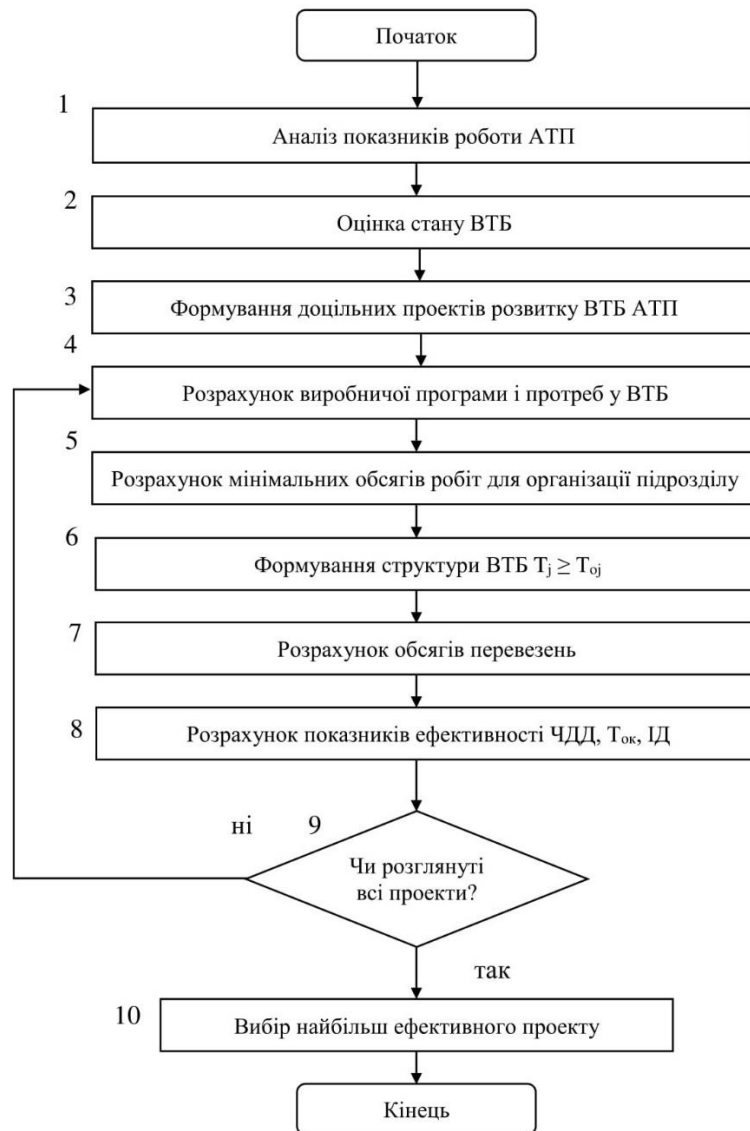 Початок
1
Аналіз показників роботи АТП
2
Оцінка стану ВТБ
3
Формування доцільних проектів розвитку ВТБ АТП
4
Розрахунок виробничої програми і протреб у ВТБ
5
Розрахунок мінімальних обсягів робіт для організації підрозділу
6
Формування структури ВТБ Tj ≥ Toj
7
Розрахунок обсягів перевезень
8
Розрахунок показників ефективності ЧДД, Ток, ІД
ні
9
Чи розглянуті
всі проекти?
так
10
Вибір найбільш ефективного проекту
Кінець